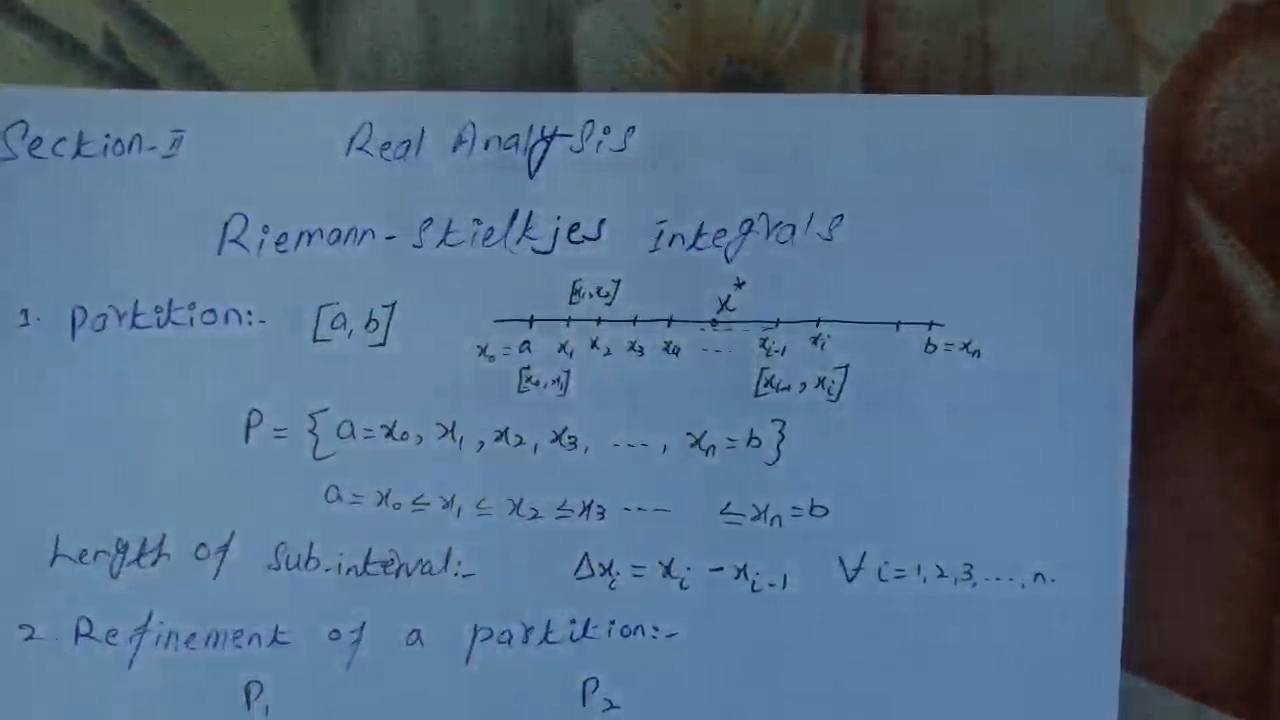 Section-II Real Analysis
Riemann-Stieltjes integrals
1. partition:- [a, b]
[x₁,x₂] x*
x₀=a x₁ x₂ x₃ x₄ ... xᵢ₋₁ xᵢ b=xₙ
[x₀,x₁] [xᵢ₋₁, xᵢ]
P = {a=x₀, x₁, x₂, x₃, ...., xₙ=b}
a = x₀ ≤ x₁ ≤ x₂ ≤ x₃ ---- ≤ xₙ = b
Length of sub-interval:- Δxᵢ = xᵢ - xᵢ₋₁ ∀ i=1,2,3,...,n.
2. Refinement of a partition:-
P₁ P₂